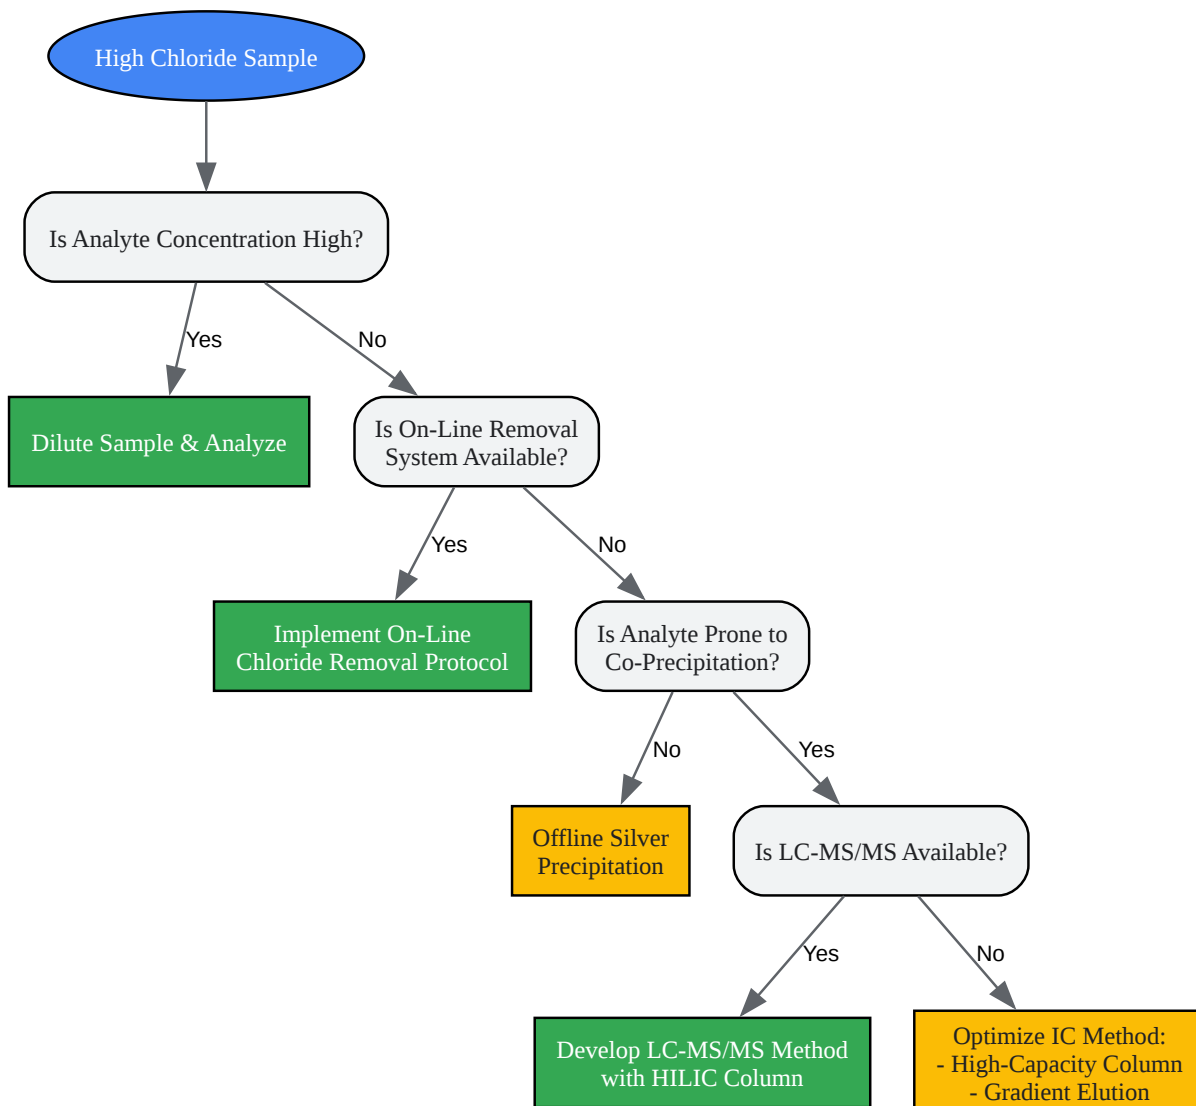 High Chloride Sample
Is Analyte Concentration High?
Yes
No
Dilute Sample & Analyze
Is On-Line Removal
System Available?
Yes
No
Implement On-Line
Chloride Removal Protocol
Is Analyte Prone to
Co-Precipitation?
No
Yes
Offline Silver
Precipitation
Is LC-MS/MS Available?
Yes
No
Develop LC-MS/MS Method
with HILIC Column
Optimize IC Method:
- High-Capacity Column
- Gradient Elution